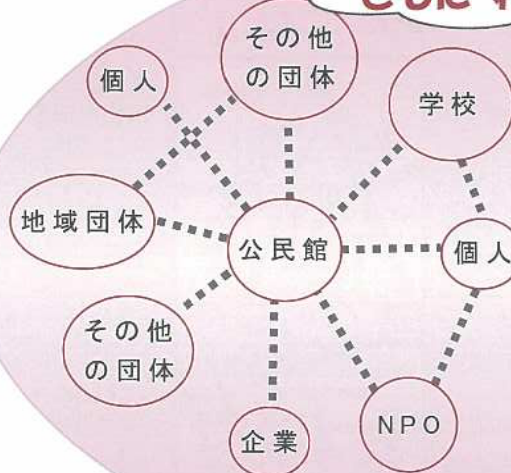 その他
の団体
個人
学校
地域団体
公民館
個人
その他
の団体
企業
NPO